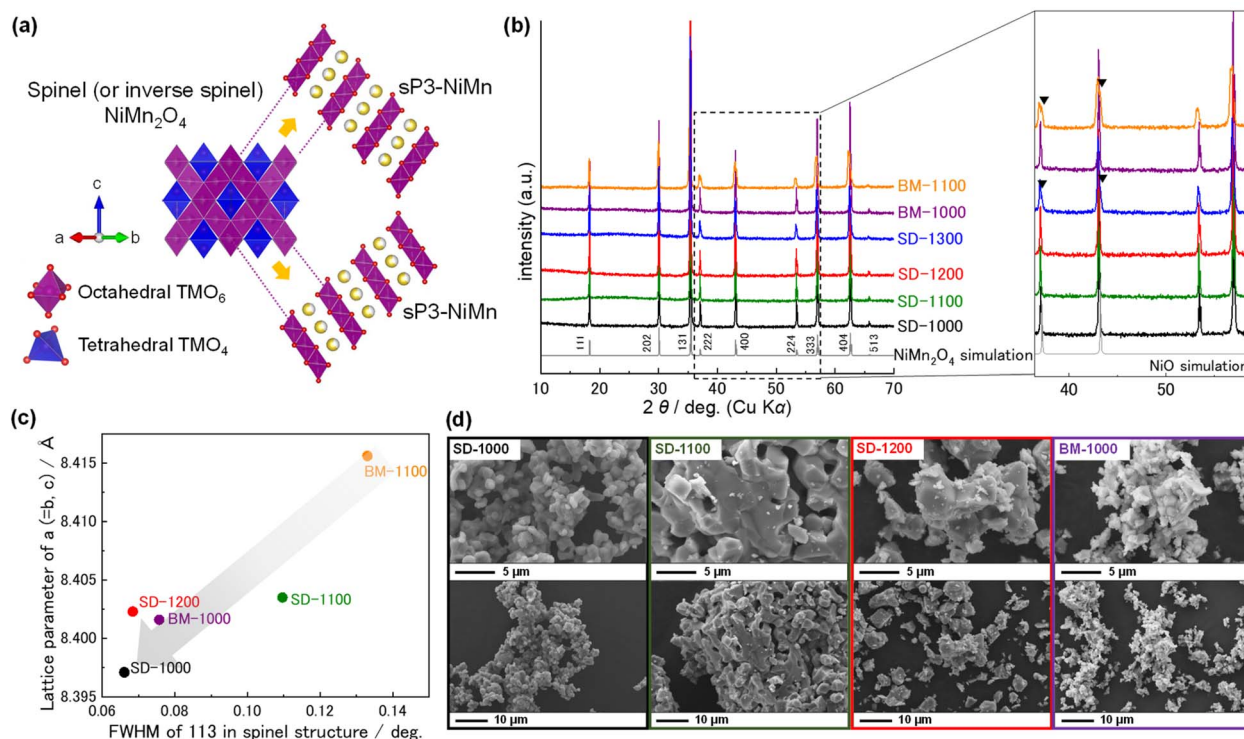 (a)
Spinel (or inverse spinel)
NiMn₂O₄
sP3-NiMn
c
a
b
sP3-NiMn
Octahedral TMO₆
Tetrahedral TMO₄
(b)
intensity (a.u.)
BM-1100
BM-1000
SD-1300
SD-1200
SD-1100
SD-1000
111
202
131
222
400
224
333
404
513
NiMn₂O₄ simulation
10
20
30
40
50
60
70
2 θ / deg. (Cu Kα)
▼
▼
▼
▼
NiO simulation
40
50
(c)
Lattice parameter of a (=b, c) / Å
8.415
8.410
8.405
8.400
8.395
BM-1100
SD-1200
BM-1000
SD-1100
SD-1000
0.06
0.08
0.10
0.12
0.14
FWHM of 113 in spinel structure / deg.
(d)
SD-1000
SD-1100
SD-1200
BM-1000
5 μm
5 μm
5 μm
5 μm
10 μm
10 μm
10 μm
10 μm